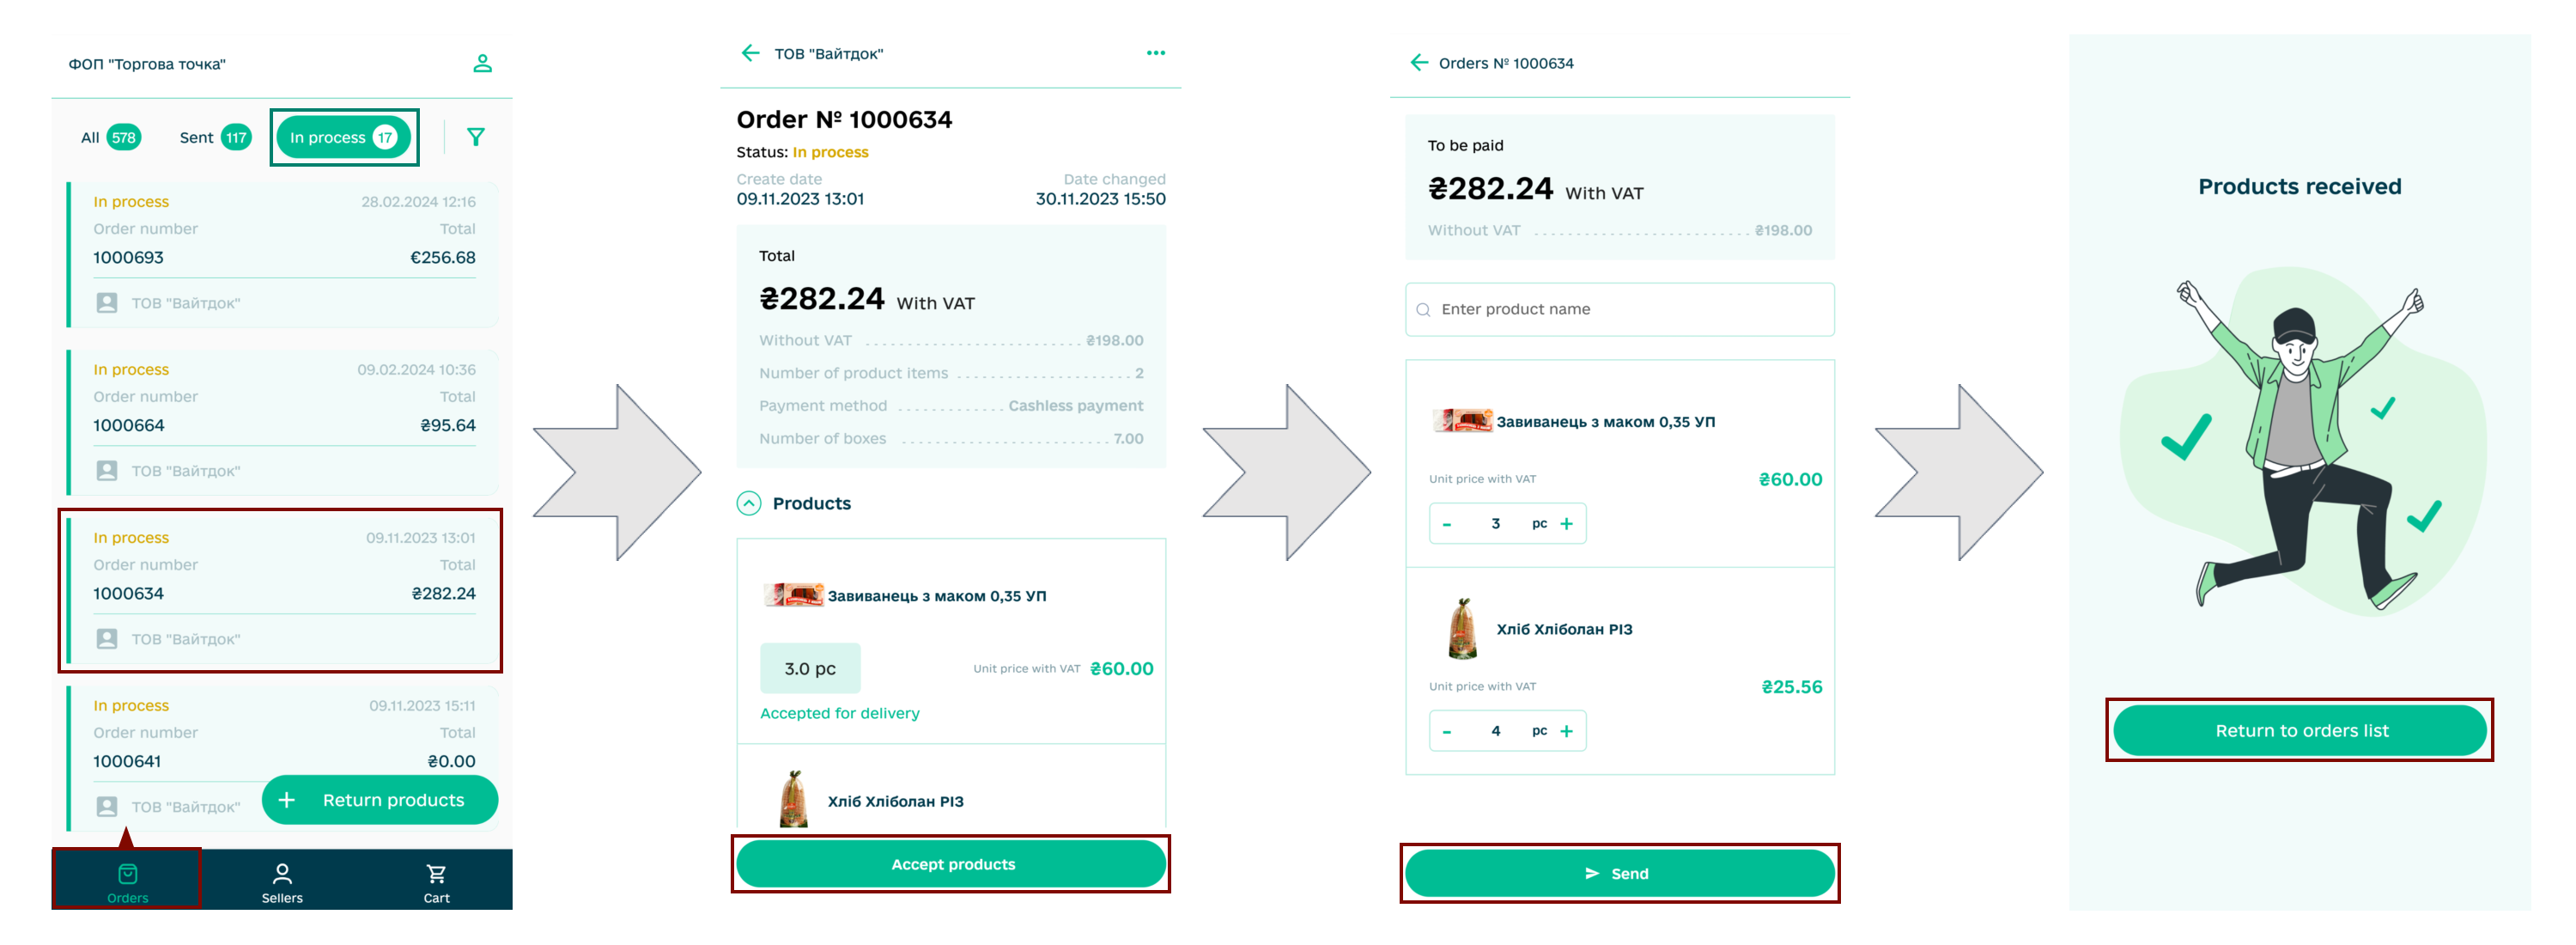 ФОП "Торгова точка"
All 578 Sent 117 In process 17
In process 28.02.2024 12:16
Order number Total
1000693 €256.68
ТОВ "Вайтдок"
In process 09.02.2024 10:36
Order number Total
1000664 ₴95.64
ТОВ "Вайтдок"
In process 09.11.2023 13:01
Order number Total
1000634 ₴282.24
ТОВ "Вайтдок"
In process 09.11.2023 15:11
Order number Total
1000641 ₴0.00
ТОВ "Вайтдок"
+ Return products
Orders Sellers Cart
ТОВ "Вайтдок"
Order № 1000634
Status: In process
Create date Date changed
09.11.2023 13:01 30.11.2023 15:50
Total
₴282.24 With VAT
Without VAT ₴198.00
Number of product items 2
Payment method Cashless payment
Number of boxes 7.00
Products
Завиванець з маком 0,35 УП
3.0 pc Unit price with VAT ₴60.00
Accepted for delivery
Хліб Хліболан РІЗ
Accept products
Orders № 1000634
To be paid
₴282.24 With VAT
Without VAT ₴198.00
Enter product name
Завиванець з маком 0,35 УП
Unit price with VAT ₴60.00
- 3 pc +
Хліб Хліболан РІЗ
Unit price with VAT ₴25.56
- 4 pc +
Send
Products received
Return to orders list